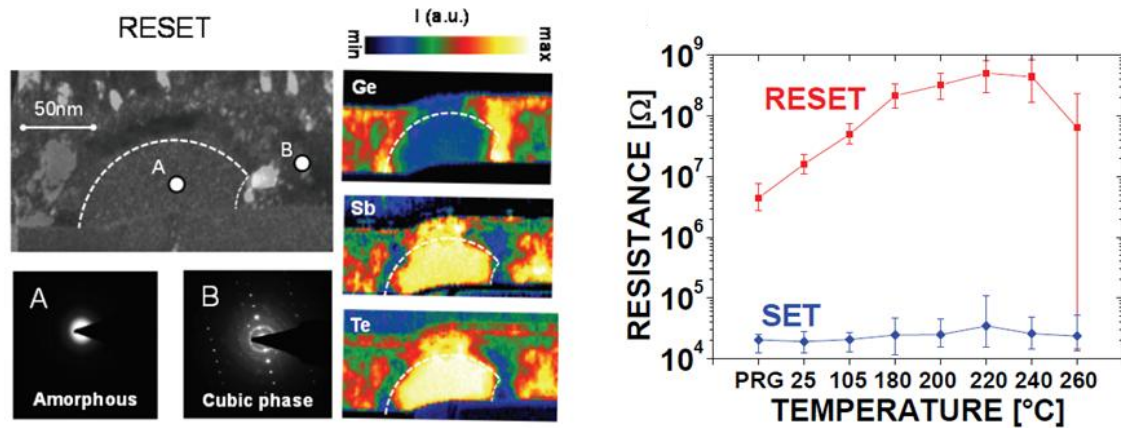 RESET
I (a.u.)
min
max
50nm
A
B
Ge
Sb
Te
A
Amorphous
B
Cubic phase
RESISTANCE [Ω]
10⁹
10⁸
10⁷
10⁶
10⁵
10⁴
RESET
SET
PRG 25 105 180 200 220 240 260
TEMPERATURE [°C]